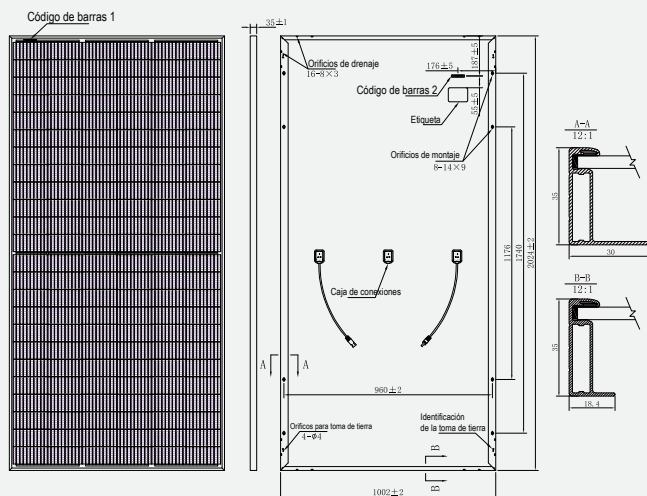 Código de barras 1
35±1
Orificios de drenaje
16-8×3
176±5
187±5
Código de barras 2
55±5
Etiqueta
Orificios de montaje
8-14×9
A-A
12:1
35
30
1176
1740
2024±2
B-B
12:1
35
18.4
Caja de conexiones
A
A
960±2
Orificos para toma de tierra
4-φ4
Identificación
de la toma de tierra
B
B
1002±2